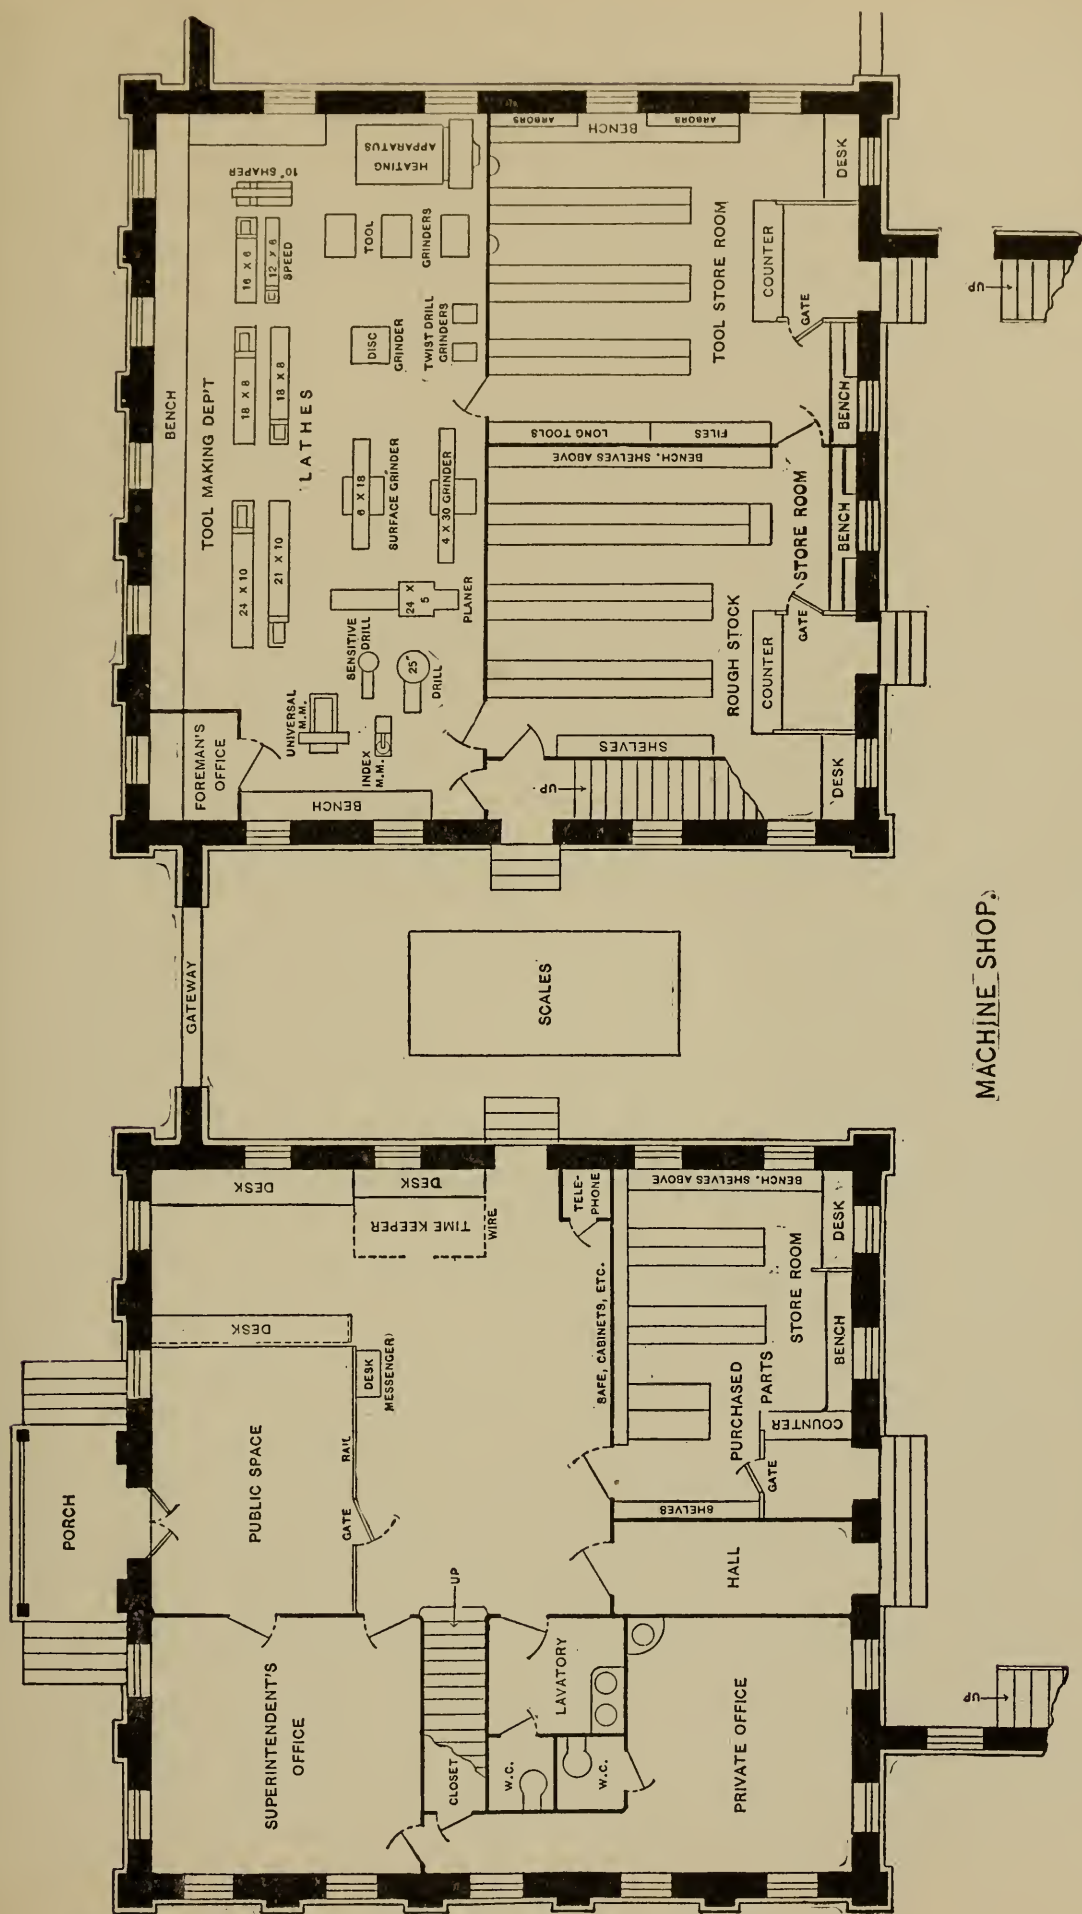 PORCH
GATEWAY
SUPERINTENDENT'S
OFFICE
PUBLIC SPACE
DESK
DESK
DESK
TIME KEEPER
WIRE
DESK
MESSENGER)
RAIL
GATE
UP
CLOSET
LAVATORY
W.C.
W.C.
PRIVATE OFFICE
HALL
TELE-
PHONE
SAFE, CABINETS, ETC.
SHELVES
PURCHASED
PARTS
STORE ROOM
GATE
COUNTER
BENCH
DESK
BENCH. SHELVES ABOVE
UP
SCALES
FOREMAN'S
OFFICE
BENCH
TOOL MAKING DEP'T
LATHES
24 X 10
21 X 10
18 X 8
18 X 8
16 X 6
12 X 6
SPEED
10" SHAPER
BENCH
UNIVERSAL
M.M.
INDEX
M.M.
SENSITIVE
DRILL
25"
DRILL
24 X
5
PLANER
6 X 18
SURFACE GRINDER
4 X 30 GRINDER
DISC
GRINDER
TWIST DRILL
GRINDERS
TOOL
GRINDERS
HEATING
APPARATUS
UP
SHELVES
ROUGH STOCK
STORE ROOM
BENCH. SHELVES ABOVE
COUNTER
GATE
DESK
BENCH
LONG TOOLS
FILES
TOOL STORE ROOM
ARBORS
BENCH
ARBORS
COUNTER
GATE
BENCH
DESK
UP
MACHINE SHOP.